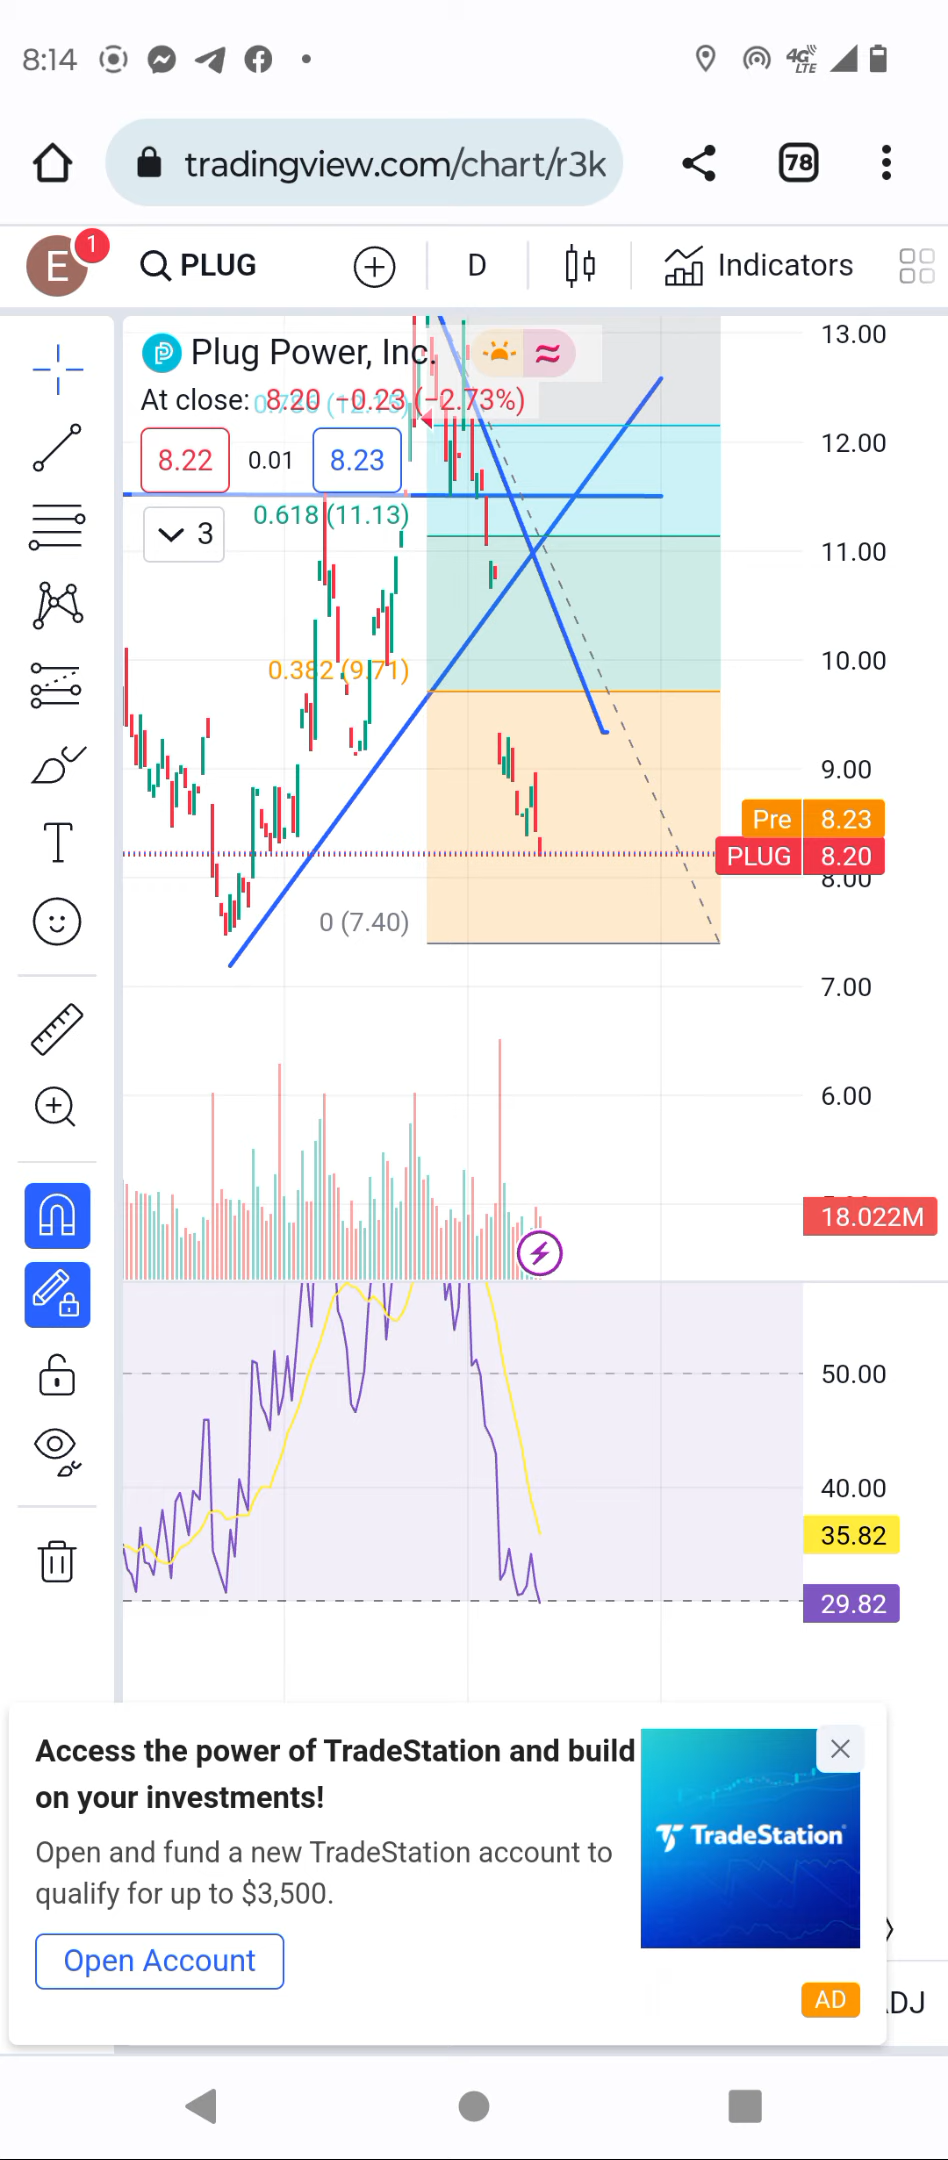 8:14
4G LTE
tradingview.com/chart/r3k
78
E
1
PLUG
D
Indicators
Plug Power, Inc.
At close: 8.20 −0.23 (−2.73%)
8.22
0.01
8.23
3
0.618 (11.13)
0.382 (9.71)
0 (7.40)
13.00
12.00
11.00
10.00
9.00
Pre 8.23
PLUG 8.20
8.00
7.00
6.00
18.022M
50.00
40.00
35.82
29.82
Access the power of TradeStation and build
on your investments!
Open and fund a new TradeStation account to
qualify for up to $3,500.
Open Account
TradeStation
AD
DJ